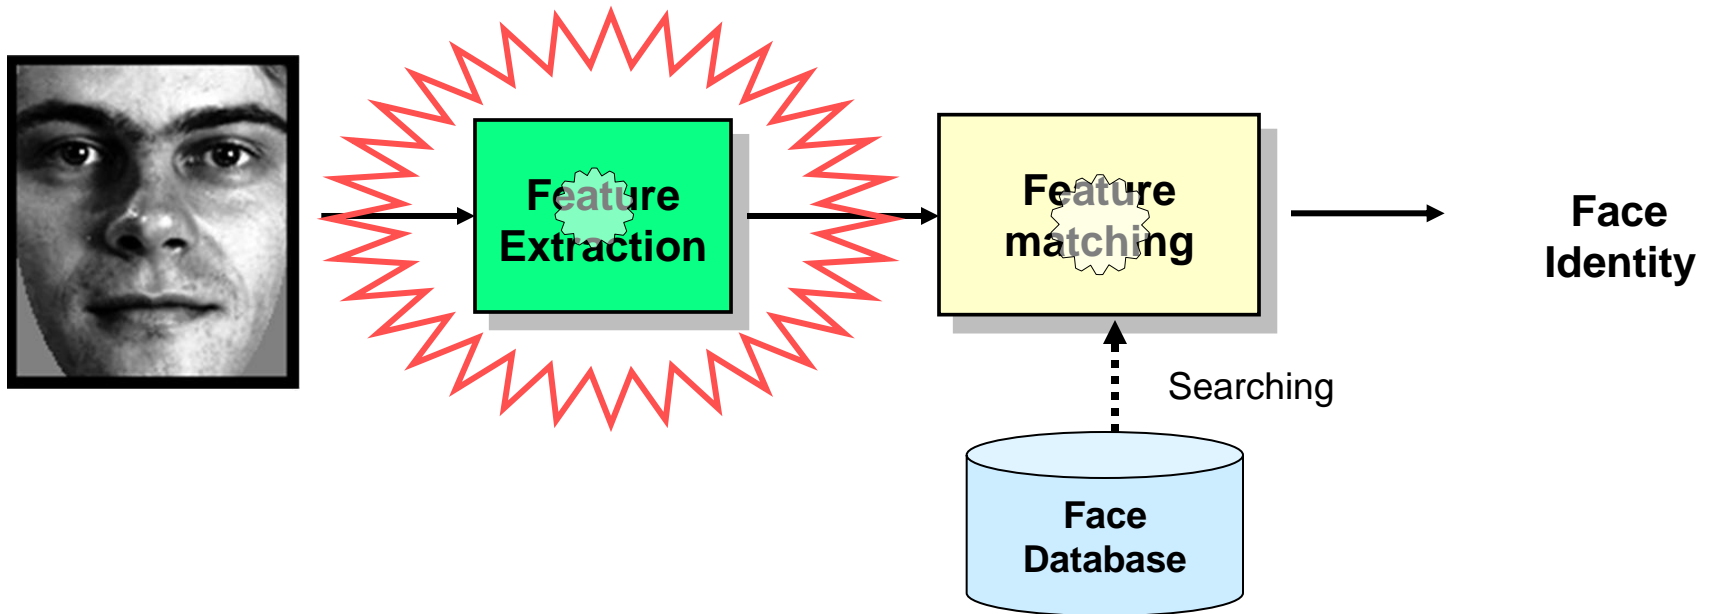 Feature
Extraction
Feature
matching
Face
Identity
Searching
Face
Database